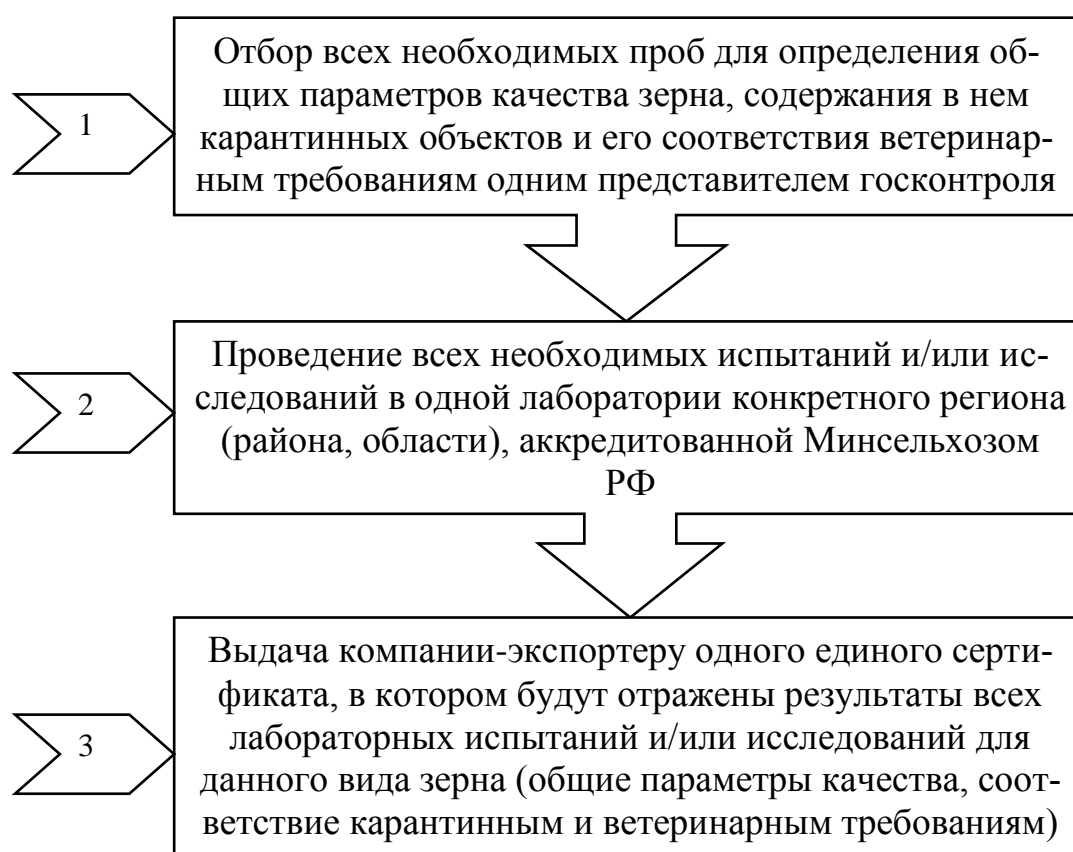 Отбор всех необходимых проб для определения об-
щих параметров качества зерна, содержания в нем
1
карантинных объектов и его соответствия ветеринар-
ным требованиям одним представителем госконтроля
Проведение всех необходимых испытаний и/или ис-
2
следований в одной лаборатории конкретного региона
(района, области), аккредитованной Минсельхозом
РФ
Выдача компании-экспортеру одного единого серти-
фиката, в котором будут отражены результаты всех
3
лабораторных испытаний и/или исследований для
данного вида зерна (общие параметры качества, соот-
ветствие карантинным и ветеринарным требованиям)